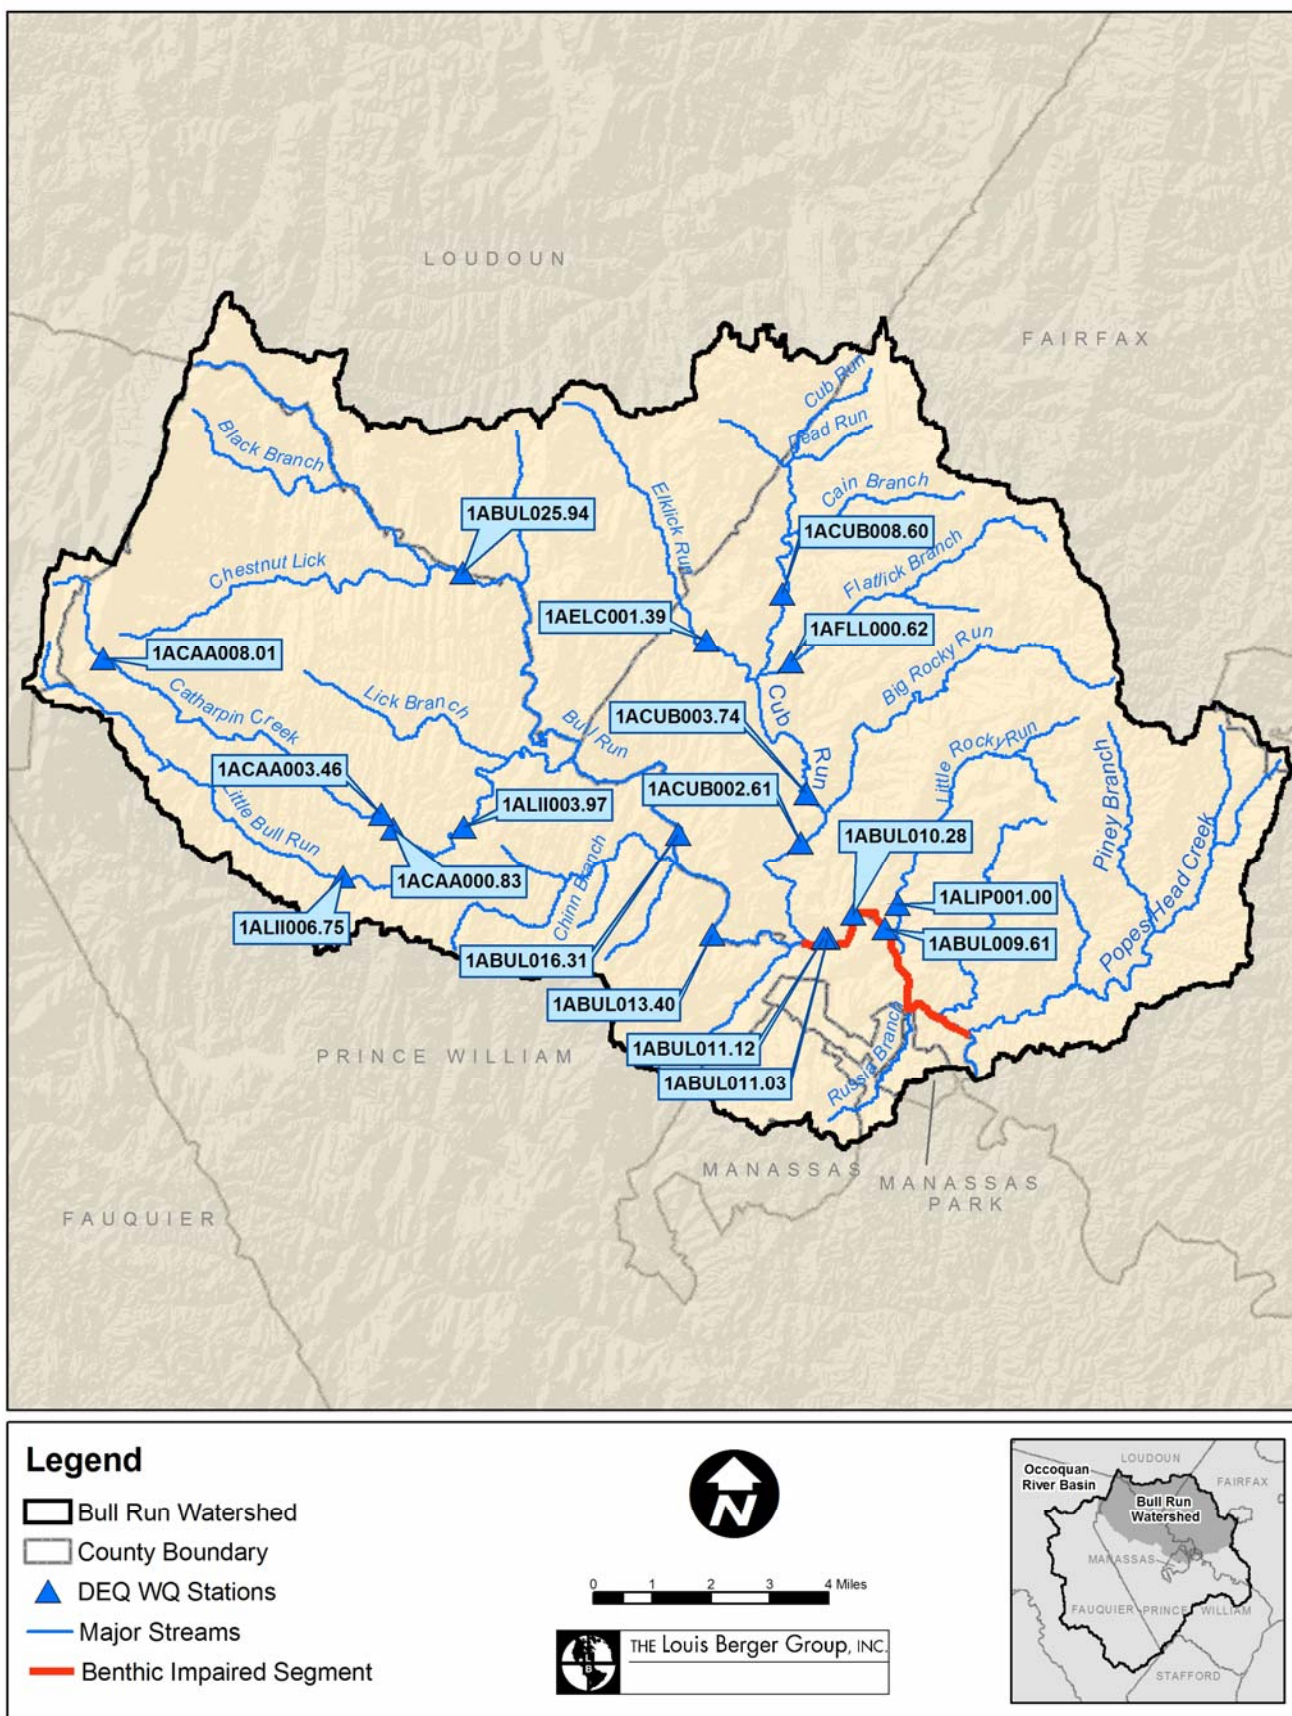 LOUDOUN
FAIRFAX
Cub Run
Dead Run
Black Branch
Elklick Run
Cain Branch
1ABUL025.94
1ACUB008.60
Chestnut Lick
Flatlick Branch
1AELC001.39
1AFLL000.62
1ACAA008.01
Big Rocky Run
Catharpin Creek
Lick Branch
Cub Run
Bull Run
1ACUB003.74
Little Rocky Run
Piney Branch
1ACAA003.46
1ACUB002.61
1ALII003.97
Little Bull Run
1ABUL010.28
Popes Head Creek
1ACAA000.83
Chinn Branch
1ALIP001.00
1ALII006.75
1ABUL009.61
1ABUL016.31
1ABUL013.40
1ABUL011.12
PRINCE WILLIAM
Russia Branch
1ABUL011.03
MANASSAS
MANASSAS
PARK
FAUQUIER
Legend
Bull Run Watershed
County Boundary
DEQ WQ Stations
Major Streams
Benthic Impaired Segment
N
0 1 2 3 4 Miles
B
THE Louis Berger Group, INC.
LOUDOUN
Occoquan
River Basin
FAIRFAX
Bull Run
Watershed
MANASSAS
FAUQUIER
PRINCE WILLIAM
STAFFORD